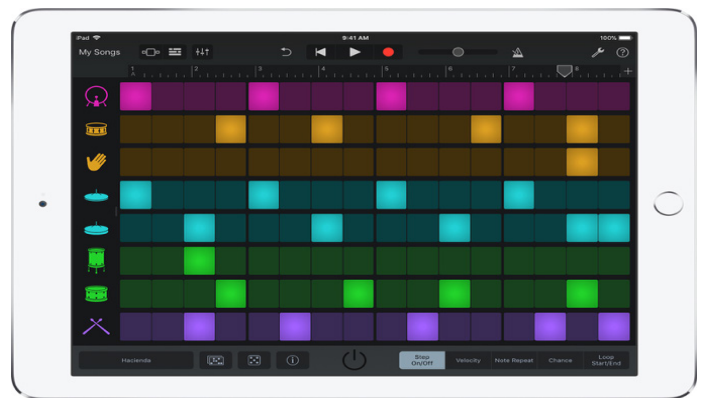 iPad
9:41 AM
100%
My Songs
1 2 3 4 5 6 7 8
Hacienda
Step
On/Off
Velocity
Note Repeat
Chance
Loop
Start/End